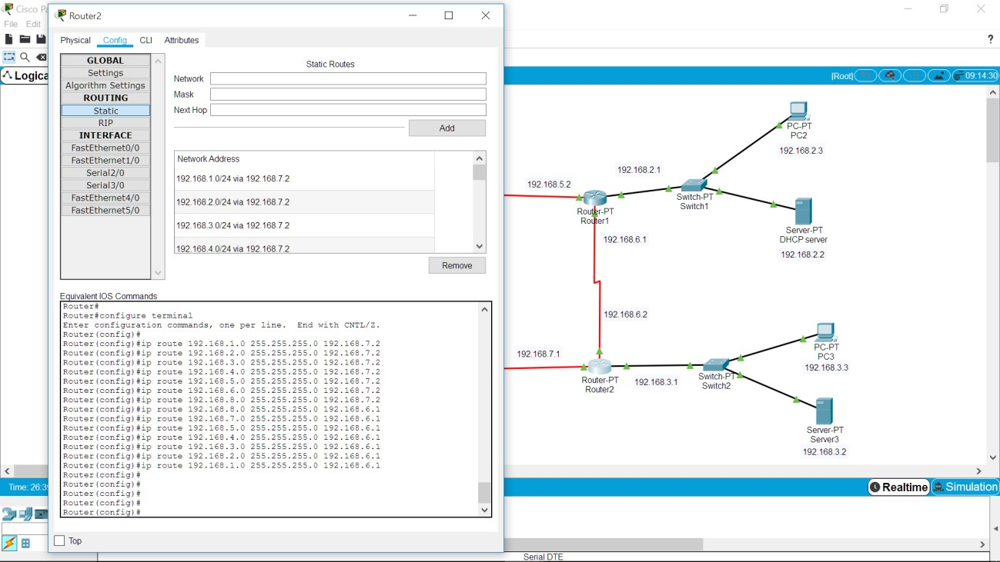 Cisco Pa
File Edit
Router2
Physical Config CLI Attributes
GLOBAL
Settings
Algorithm Settings
ROUTING
Static
RIP
INTERFACE
FastEthernet0/0
FastEthernet1/0
Serial2/0
Serial3/0
FastEthernet4/0
FastEthernet5/0
Static Routes
Network
Mask
Next Hop
Add
Network Address
192.168.1.0/24 via 192.168.7.2
192.168.2.0/24 via 192.168.7.2
192.168.3.0/24 via 192.168.7.2
192.168.4.0/24 via 192.168.7.2
Remove
Equivalent IOS Commands
Router#
Router#configure terminal
Enter configuration commands, one per line. End with CNTL/Z.
Router(config)#
Router(config)#ip route 192.168.1.0 255.255.255.0 192.168.7.2
Router(config)#ip route 192.168.2.0 255.255.255.0 192.168.7.2
Router(config)#ip route 192.168.3.0 255.255.255.0 192.168.7.2
Router(config)#ip route 192.168.4.0 255.255.255.0 192.168.7.2
Router(config)#ip route 192.168.5.0 255.255.255.0 192.168.7.2
Router(config)#ip route 192.168.6.0 255.255.255.0 192.168.7.2
Router(config)#ip route 192.168.8.0 255.255.255.0 192.168.7.2
Router(config)#ip route 192.168.8.0 255.255.255.0 192.168.6.1
Router(config)#ip route 192.168.7.0 255.255.255.0 192.168.6.1
Router(config)#ip route 192.168.5.0 255.255.255.0 192.168.6.1
Router(config)#ip route 192.168.4.0 255.255.255.0 192.168.6.1
Router(config)#ip route 192.168.3.0 255.255.255.0 192.168.6.1
Router(config)#ip route 192.168.2.0 255.255.255.0 192.168.6.1
Router(config)#ip route 192.168.1.0 255.255.255.0 192.168.6.1
Router(config)#
Router(config)#
Router(config)#
Router(config)#
Router(config)#
Top
?
Logica
[Root]
09:14:30
PC-PT
PC2
192.168.2.3
192.168.2.1
192.168.5.2
Switch-PT
Switch1
Router-PT
Router1
Server-PT
DHCP server
192.168.2.2
192.168.6.1
192.168.6.2
PC-PT
PC3
192.168.3.3
192.168.7.1
Router-PT
Router2
192.168.3.1
Switch-PT
Switch2
Server-PT
Server3
192.168.3.2
Time: 26:39
Realtime
Simulation
Serial DTE